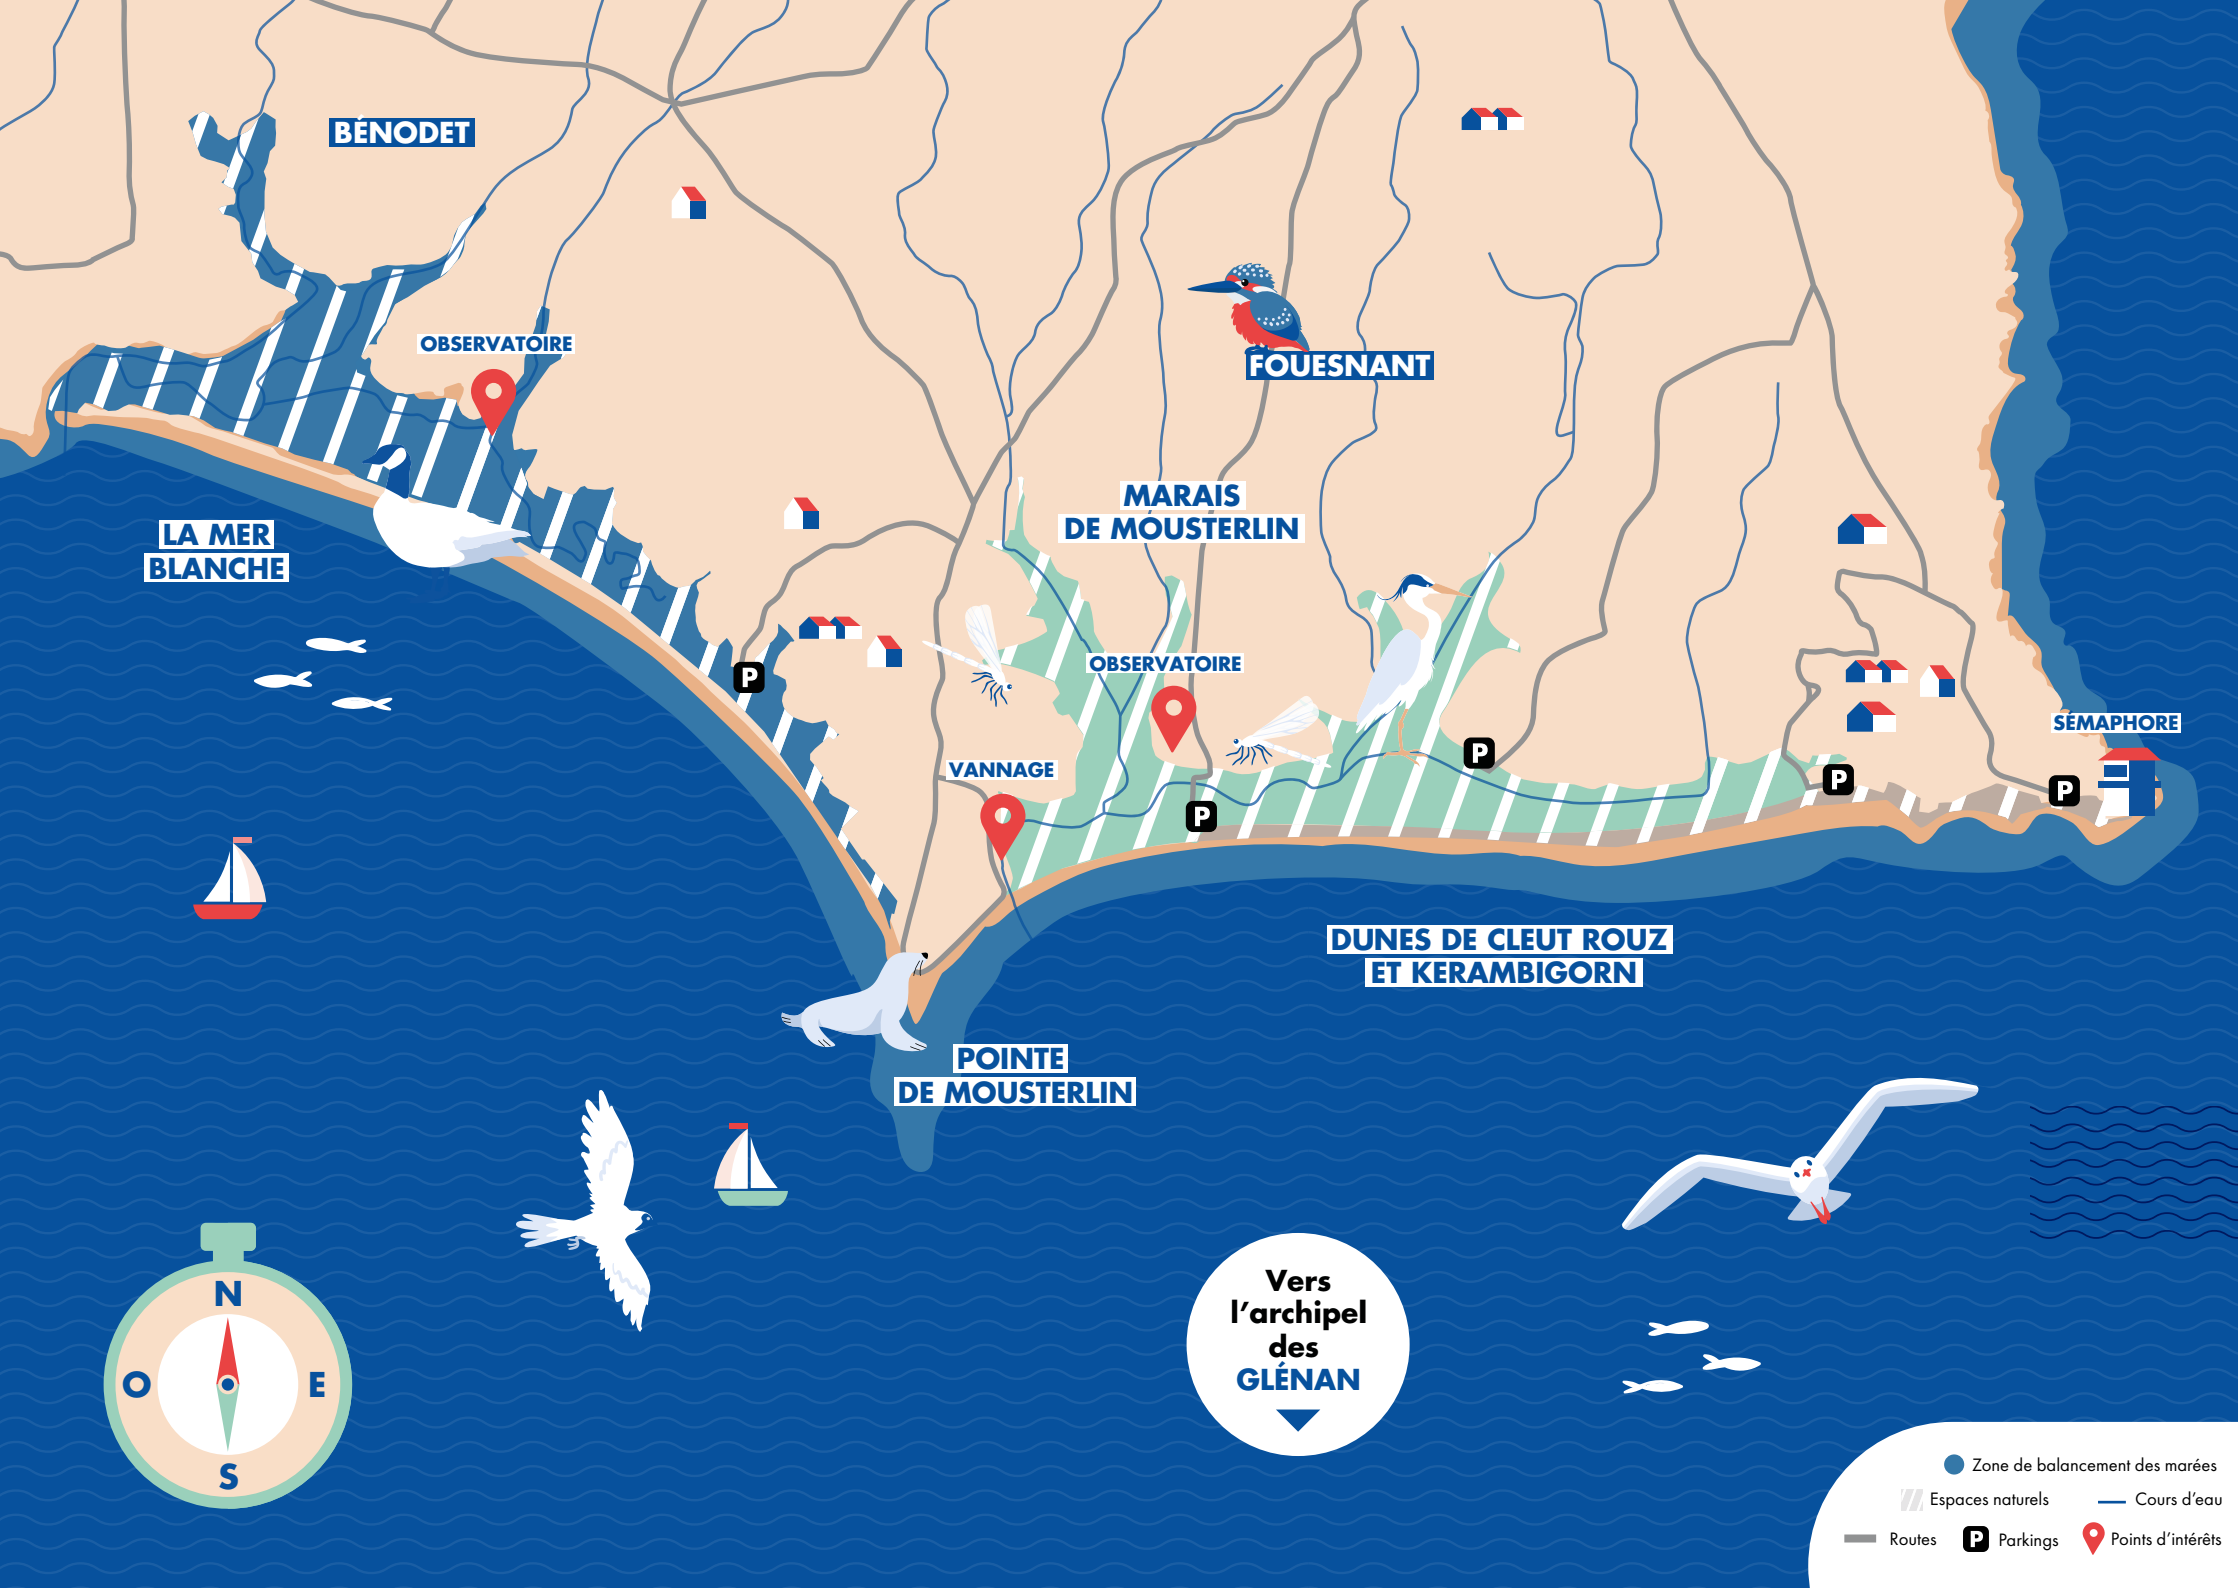 BÉNODET
OBSERVATOIRE
FOUESNANT
MARAIS
DE MOUSTERLIN
LA MER
BLANCHE
P
OBSERVATOIRE
SÉMAPHORE
VANNAGE
P
P
P
P
DUNES DE CLEUT ROUZ
ET KERAMBIGORN
POINTE
DE MOUSTERLIN
N
O
E
S
Vers
l’archipel
des
GLÉNAN
Zone de balancement des marées
Espaces naturels
Cours d’eau
Routes
P Parkings
Points d’intérêts